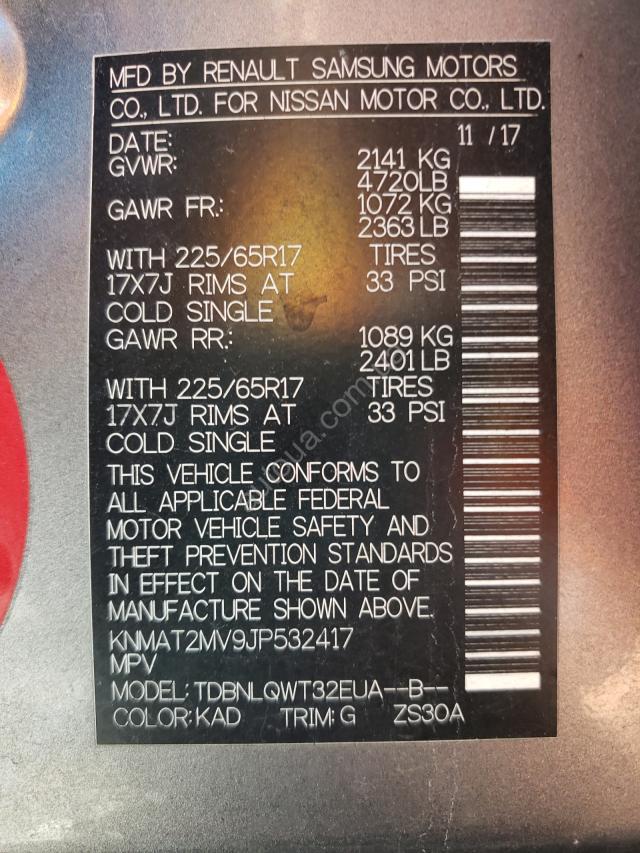 MFD BY RENAULT SAMSUNG MOTORS
CO., LTD. FOR NISSAN MOTOR CO., LTD.
DATE: 11 / 17
GVWR: 2141 KG
4720LB
GAWR FR.: 1072 KG
2363 LB
WITH 225/65R17 TIRES
17X7J RIMS AT 33 PSI
COLD SINGLE
GAWR RR.: 1089 KG
2401 LB
WITH 225/65R17 TIRES
17X7J RIMS AT 33 PSI
COLD SINGLE
THIS VEHICLE CONFORMS TO
ALL APPLICABLE FEDERAL
MOTOR VEHICLE SAFETY AND
THEFT PREVENTION STANDARDS
IN EFFECT ON THE DATE OF
MANUFACTURE SHOWN ABOVE.
KNMAT2MV9JP532417
MPV
MODEL: TDBNLQWT32EUA--B--
COLOR: KAD TRIM: G ZS30A